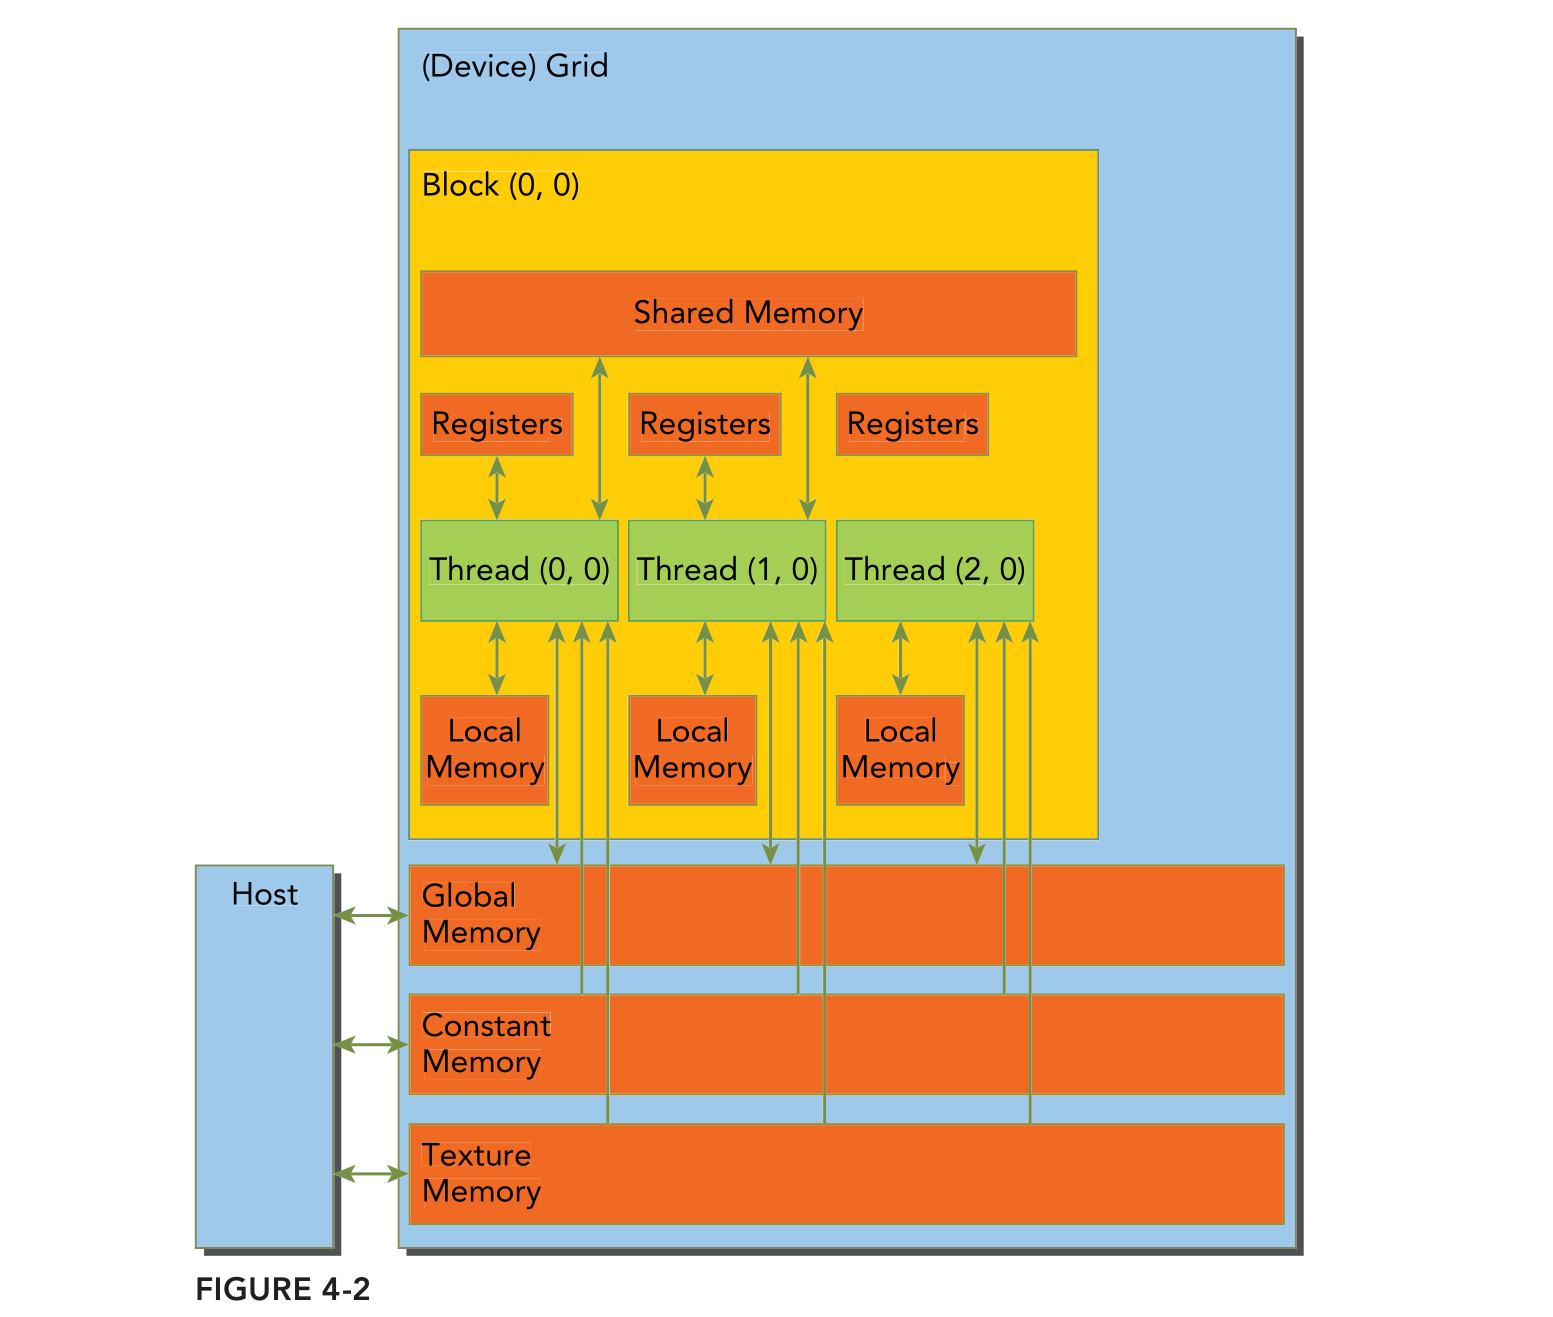 (Device) Grid
Block (0, 0)
Shared Memory
Registers
Registers
Registers
Thread (0, 0)
Thread (1, 0)
Thread (2, 0)
Local
Memory
Local
Memory
Local
Memory
Host
Global
Memory
Constant
Memory
Texture
Memory
FIGURE 4-2